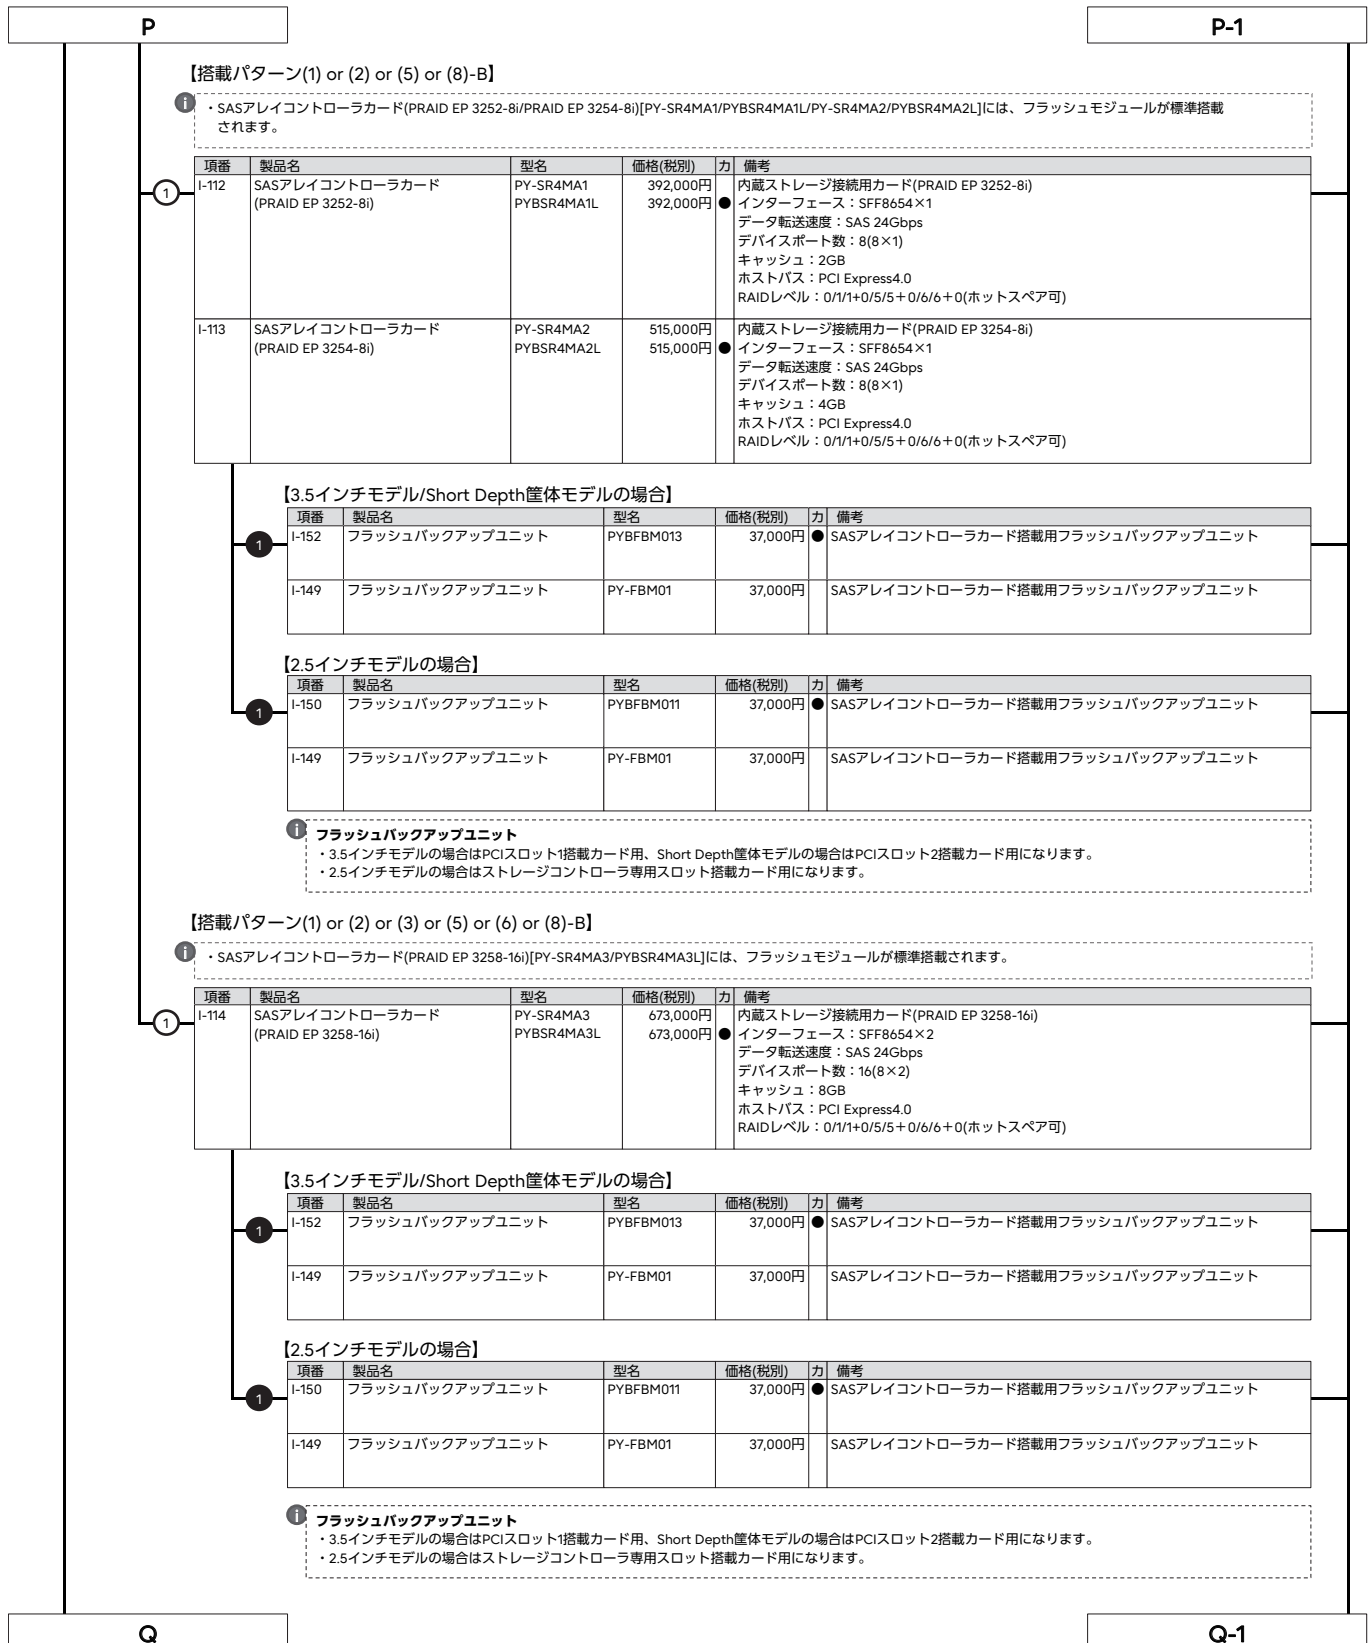 P
P-1
【搭載パターン(1) or (2) or (5) or (8)-B】
・SASアレイコントローラカード(PRAID EP 3252-8i/PRAID EP 3254-8i)[PY-SR4MA1/PYBSR4MA1L/PY-SR4MA2/PYBSR4MA2L]には、フラッシュモジュールが標準搭載
されます。
項番 製品名 型名 価格(税別) カ 備考
1 I-112 SASアレイコントローラカード PY-SR4MA1 392,000円 内蔵ストレージ接続用カード(PRAID EP 3252-8i)
(PRAID EP 3252-8i) PYBSR4MA1L 392,000円 ● インターフェース：SFF8654×1
データ転送速度：SAS 24Gbps
デバイスポート数：8(8×1)
キャッシュ：2GB
ホストバス：PCI Express4.0
RAIDレベル：0/1/1+0/5/5＋0/6/6＋0(ホットスペア可)
I-113 SASアレイコントローラカード PY-SR4MA2 515,000円 内蔵ストレージ接続用カード(PRAID EP 3254-8i)
(PRAID EP 3254-8i) PYBSR4MA2L 515,000円 ● インターフェース：SFF8654×1
データ転送速度：SAS 24Gbps
デバイスポート数：8(8×1)
キャッシュ：4GB
ホストバス：PCI Express4.0
RAIDレベル：0/1/1+0/5/5＋0/6/6＋0(ホットスペア可)
【3.5インチモデル/Short Depth筐体モデルの場合】
項番 製品名 型名 価格(税別) カ 備考
1 I-152 フラッシュバックアップユニット PYBFBM013 37,000円 ● SASアレイコントローラカード搭載用フラッシュバックアップユニット
I-149 フラッシュバックアップユニット PY-FBM01 37,000円 SASアレイコントローラカード搭載用フラッシュバックアップユニット
【2.5インチモデルの場合】
項番 製品名 型名 価格(税別) カ 備考
1 I-150 フラッシュバックアップユニット PYBFBM011 37,000円 ● SASアレイコントローラカード搭載用フラッシュバックアップユニット
I-149 フラッシュバックアップユニット PY-FBM01 37,000円 SASアレイコントローラカード搭載用フラッシュバックアップユニット
フラッシュバックアップユニット
・3.5インチモデルの場合はPCIスロット1搭載カード用、Short Depth筐体モデルの場合はPCIスロット2搭載カード用になります。
・2.5インチモデルの場合はストレージコントローラ専用スロット搭載カード用になります。
【搭載パターン(1) or (2) or (3) or (5) or (6) or (8)-B】
・SASアレイコントローラカード(PRAID EP 3258-16i)[PY-SR4MA3/PYBSR4MA3L]には、フラッシュモジュールが標準搭載されます。
項番 製品名 型名 価格(税別) カ 備考
1 I-114 SASアレイコントローラカード PY-SR4MA3 673,000円 内蔵ストレージ接続用カード(PRAID EP 3258-16i)
(PRAID EP 3258-16i) PYBSR4MA3L 673,000円 ● インターフェース：SFF8654×2
データ転送速度：SAS 24Gbps
デバイスポート数：16(8×2)
キャッシュ：8GB
ホストバス：PCI Express4.0
RAIDレベル：0/1/1+0/5/5＋0/6/6＋0(ホットスペア可)
【3.5インチモデル/Short Depth筐体モデルの場合】
項番 製品名 型名 価格(税別) カ 備考
1 I-152 フラッシュバックアップユニット PYBFBM013 37,000円 ● SASアレイコントローラカード搭載用フラッシュバックアップユニット
I-149 フラッシュバックアップユニット PY-FBM01 37,000円 SASアレイコントローラカード搭載用フラッシュバックアップユニット
【2.5インチモデルの場合】
項番 製品名 型名 価格(税別) カ 備考
1 I-150 フラッシュバックアップユニット PYBFBM011 37,000円 ● SASアレイコントローラカード搭載用フラッシュバックアップユニット
I-149 フラッシュバックアップユニット PY-FBM01 37,000円 SASアレイコントローラカード搭載用フラッシュバックアップユニット
フラッシュバックアップユニット
・3.5インチモデルの場合はPCIスロット1搭載カード用、Short Depth筐体モデルの場合はPCIスロット2搭載カード用になります。
・2.5インチモデルの場合はストレージコントローラ専用スロット搭載カード用になります。
Q
Q-1